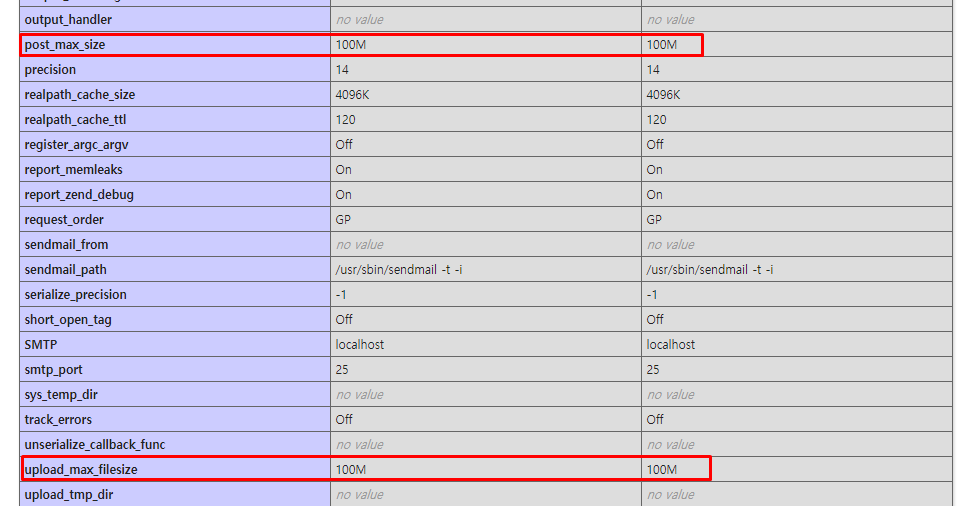 output_handler no value no value
post_max_size 100M 100M
precision 14 14
realpath_cache_size 4096K 4096K
realpath_cache_ttl 120 120
register_argc_argv Off Off
report_memleaks On On
report_zend_debug On On
request_order GP GP
sendmail_from no value no value
sendmail_path /usr/sbin/sendmail -t -i /usr/sbin/sendmail -t -i
serialize_precision -1 -1
short_open_tag Off Off
SMTP localhost localhost
smtp_port 25 25
sys_temp_dir no value no value
track_errors Off Off
unserialize_callback_func no value no value
upload_max_filesize 100M 100M
upload_tmp_dir no value no value